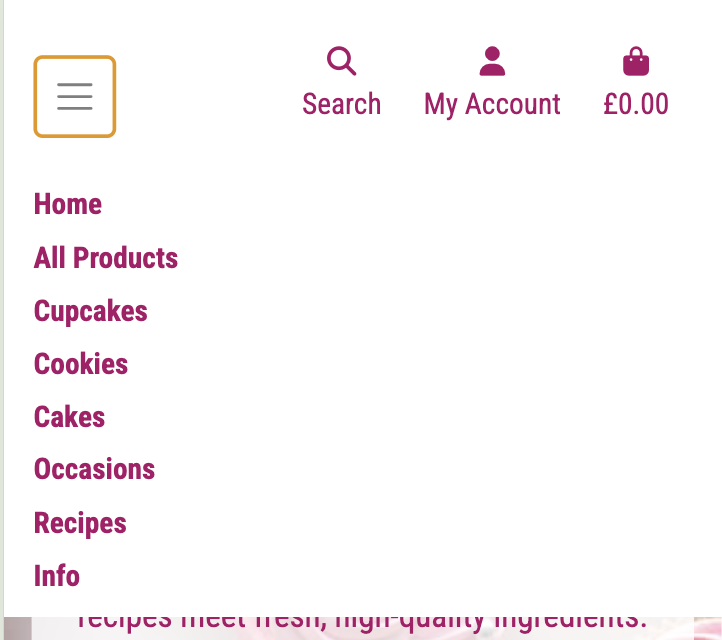 Search
My Account
£0.00
Home
All Products
Cupcakes
Cookies
Cakes
Occasions
Recipes
Info
recipes meet fresh, high-quality ingredients.